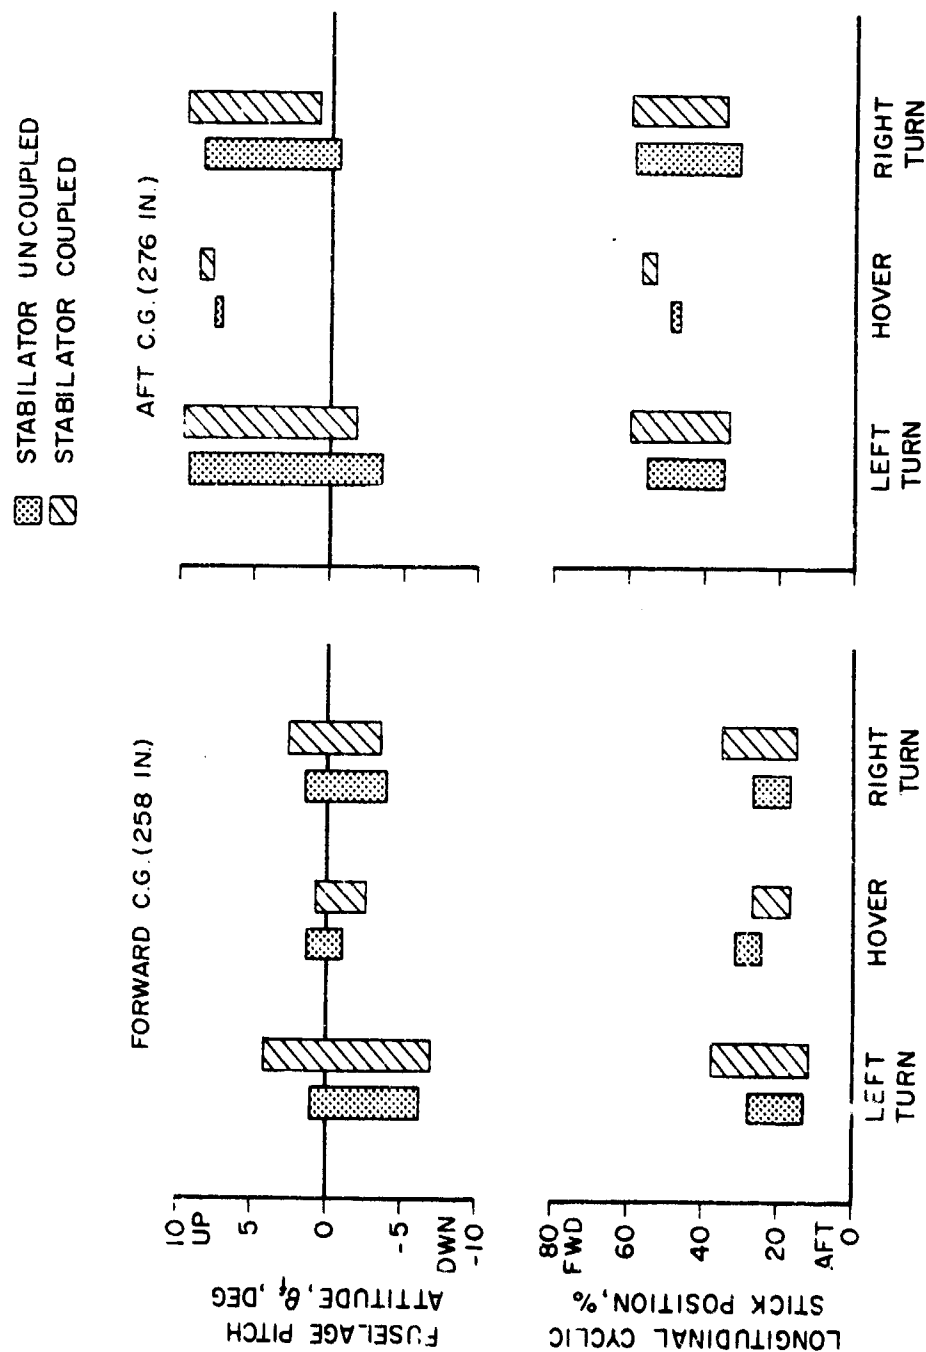 STABILATOR UNCOUPLED
STABILATOR COUPLED
FORWARD C.G. (258 IN.)
AFT C.G. (276 IN.)
FUSELAGE PITCH
ATTITUDE, θf, DEG
10
UP
5
0
-5
DWN
-10
LONGITUDINAL CYCLIC
STICK POSITION, %
80
FWD
60
40
20
AFT
0
LEFT
TURN
HOVER
RIGHT
TURN
LEFT
TURN
HOVER
RIGHT
TURN